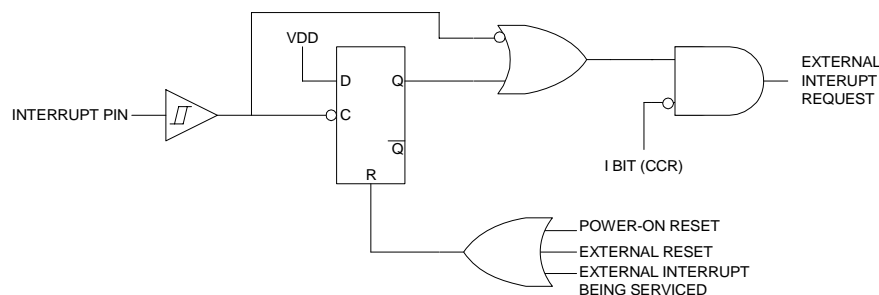 VDD
D
Q
INTERRUPT PIN
C
Q
R
EXTERNAL
INTERUPT
REQUEST
I BIT (CCR)
POWER-ON RESET
EXTERNAL RESET
EXTERNAL INTERRUPT
BEING SERVICED